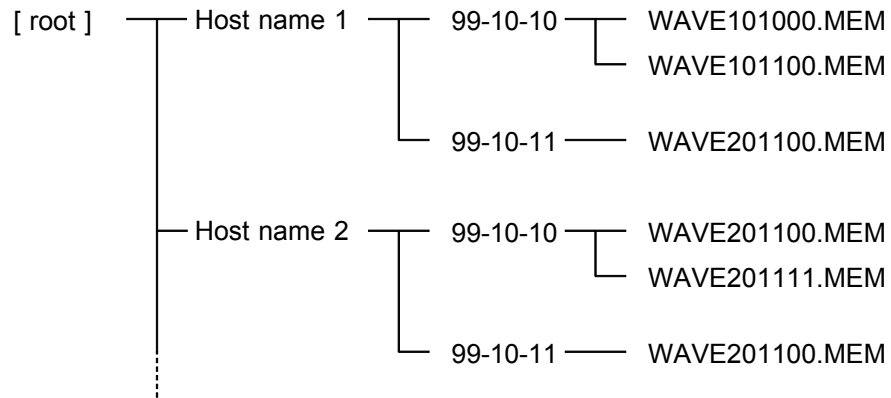 [ root ] Host name 1 99-10-10 WAVE101000.MEM
WAVE101100.MEM
99-10-11 WAVE201100.MEM
Host name 2 99-10-10 WAVE201100.MEM
WAVE201111.MEM
99-10-11 WAVE201100.MEM